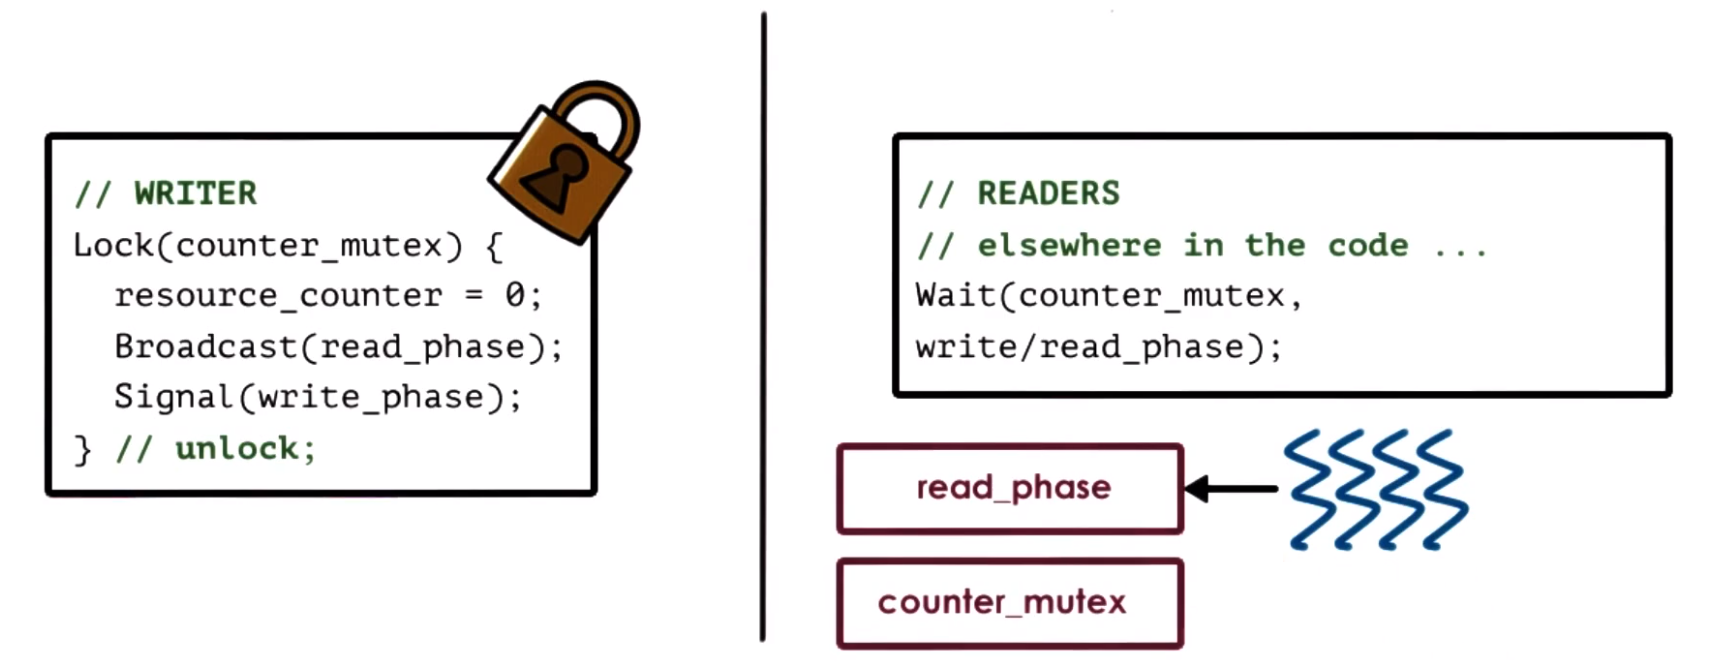 // WRITER
Lock(counter_mutex) {
resource_counter = 0;
Broadcast(read_phase);
Signal(write_phase);
} // unlock;
// READERS
// elsewhere in the code ...
Wait(counter_mutex,
write/read_phase);
read_phase
counter_mutex